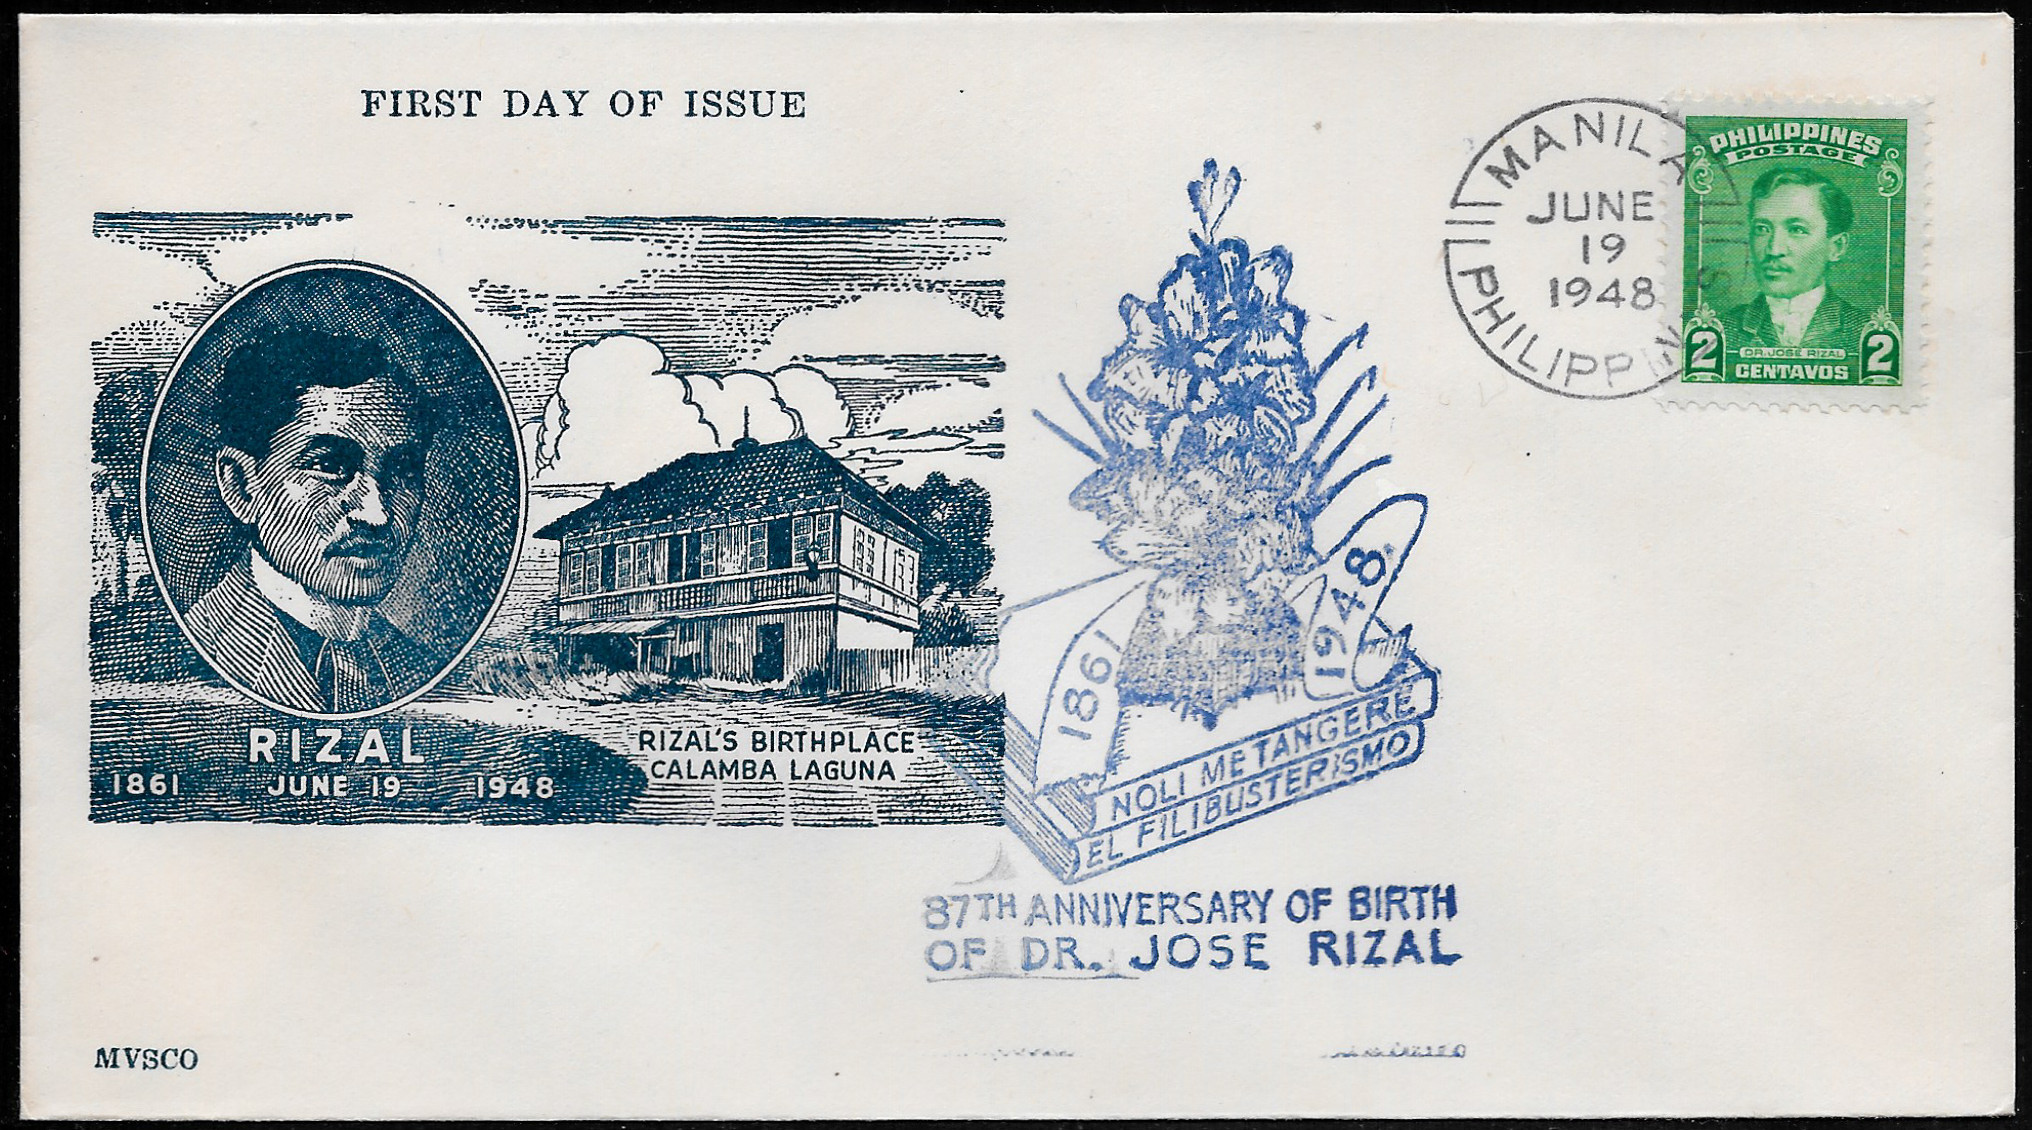 FIRST DAY OF ISSUE
MANILA
JUNE
19
1948
PHILIPPINES
PHILIPPINES
POSTAGE
DR. JOSE RIZAL
2 CENTAVOS 2
RIZAL
1861 JUNE 19 1948
RIZAL'S BIRTHPLACE
CALAMBA LAGUNA
1861
1948
NOLI ME TANGERE
EL FILIBUSTERISMO
87TH ANNIVERSARY OF BIRTH
OF DR. JOSE RIZAL
MVSCO